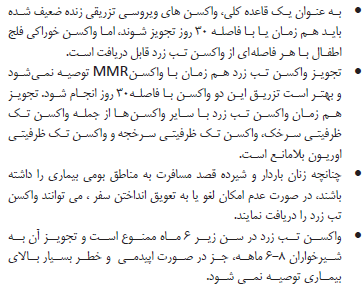 • به عنوان یک قاعده کلی، واکسن های ویروسی تزریقی زنده ضعیف شده
باید هم زمان یا با فاصله ۳۰ روز تجویز شوند، اما واکسن خوراکی فلج
اطفال با هر فاصله‌ای از واکسن تب زرد قابل دریافت است.
• تجویز واکسن تب زرد هم زمان با واکسن MMR توصیه نمی‌شود
و بهتر است تزریق این دو واکسن با فاصله ۳۰ روز انجام شود. تجویز
هم زمان واکسن تب زرد با سایر واکسن‌ها از جمله واکسن تک
ظرفیتی سرخک، واکسن تک ظرفیتی سرخجه و واکسن تک ظرفیتی
اوریون بلامانع است.
• چنانچه زنان باردار و شیرده قصد مسافرت به مناطق بومی بیماری را داشته
باشند، در صورت عدم امکان لغو یا به تعویق انداختن سفر ، می توانند واکسن
تب زرد را دریافت نمایند.
• واکسن تب زرد در سن زیر ۶ ماه ممنوع است و تجویز آن به
شیرخواران ۸-۶ ماهه، جز در صورت اپیدمی و خطر بسیار بالای
بیماری توصیه نمی شود.